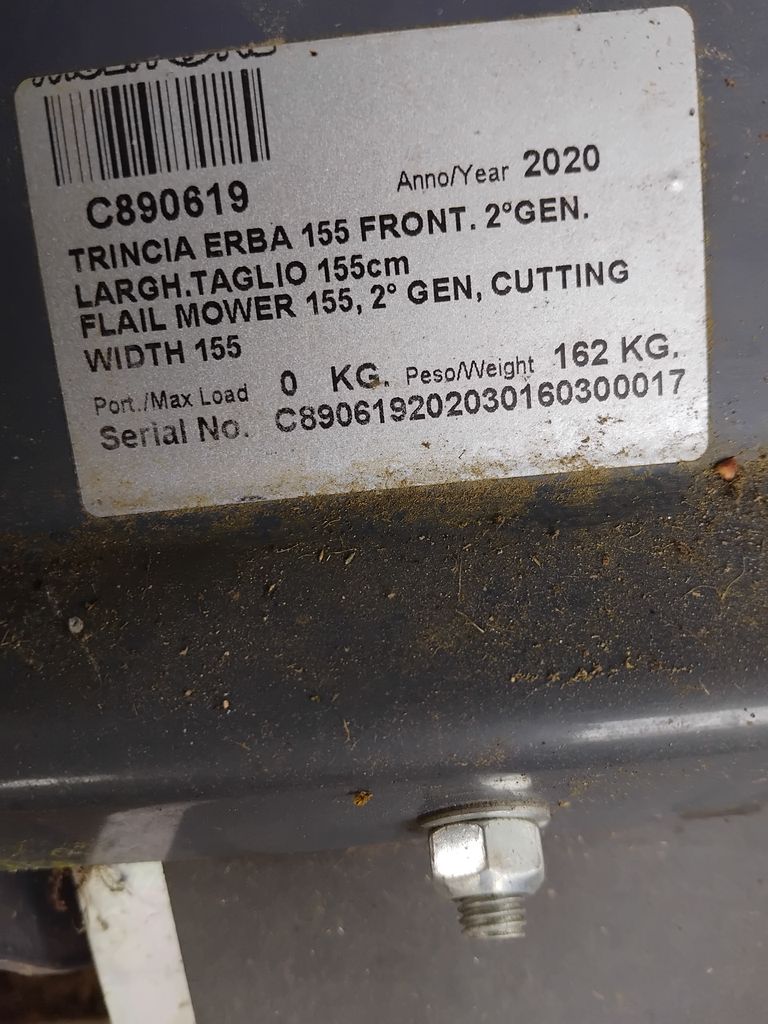 C890619
Anno/Year 2020
TRINCIA ERBA 155 FRONT. 2°GEN.
LARGH.TAGLIO 155cm
FLAIL MOWER 155, 2° GEN, CUTTING
WIDTH 155
Port./Max Load 0 KG. Peso/Weight 162 KG.
Serial No. C890619202030160300017